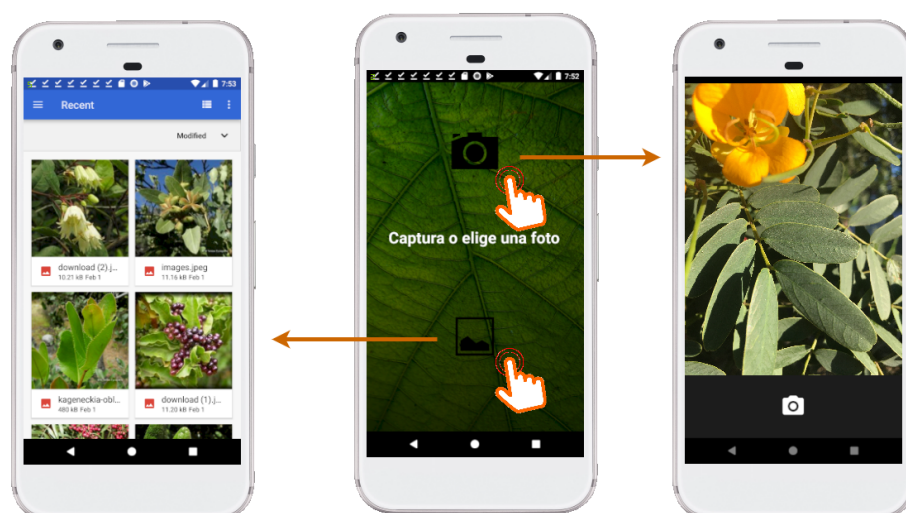 7:53
Recent
Modified
download (2).j...
10.21 kB Feb 1
images.jpeg
11.16 kB Feb 1
kageneckia-obl...
480 kB Feb 1
download (1).j...
11.20 kB Feb 1
7:52
Captura o elige una foto